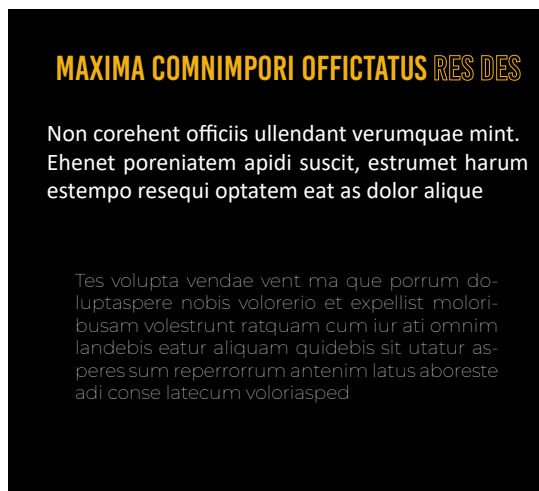 MAXIMA COMNIMPORI OFFICTATUS RES DES
Non corehent officiis ullendant verumquae mint.
Ehenet poreniatem apidi suscit, estrumet harum
estempo resequi optatem eat as dolor alique
Tes volupta vendae vent ma que porrum do-
luptaspere nobis volorerio et expellist molori-
busam volestrunt ratquam cum iur ati omnim
landebis eatur aliquam quidebis sit utatur as-
peres sum reperrorrum antenim latus aboreste
adi conse latecum voloriasped